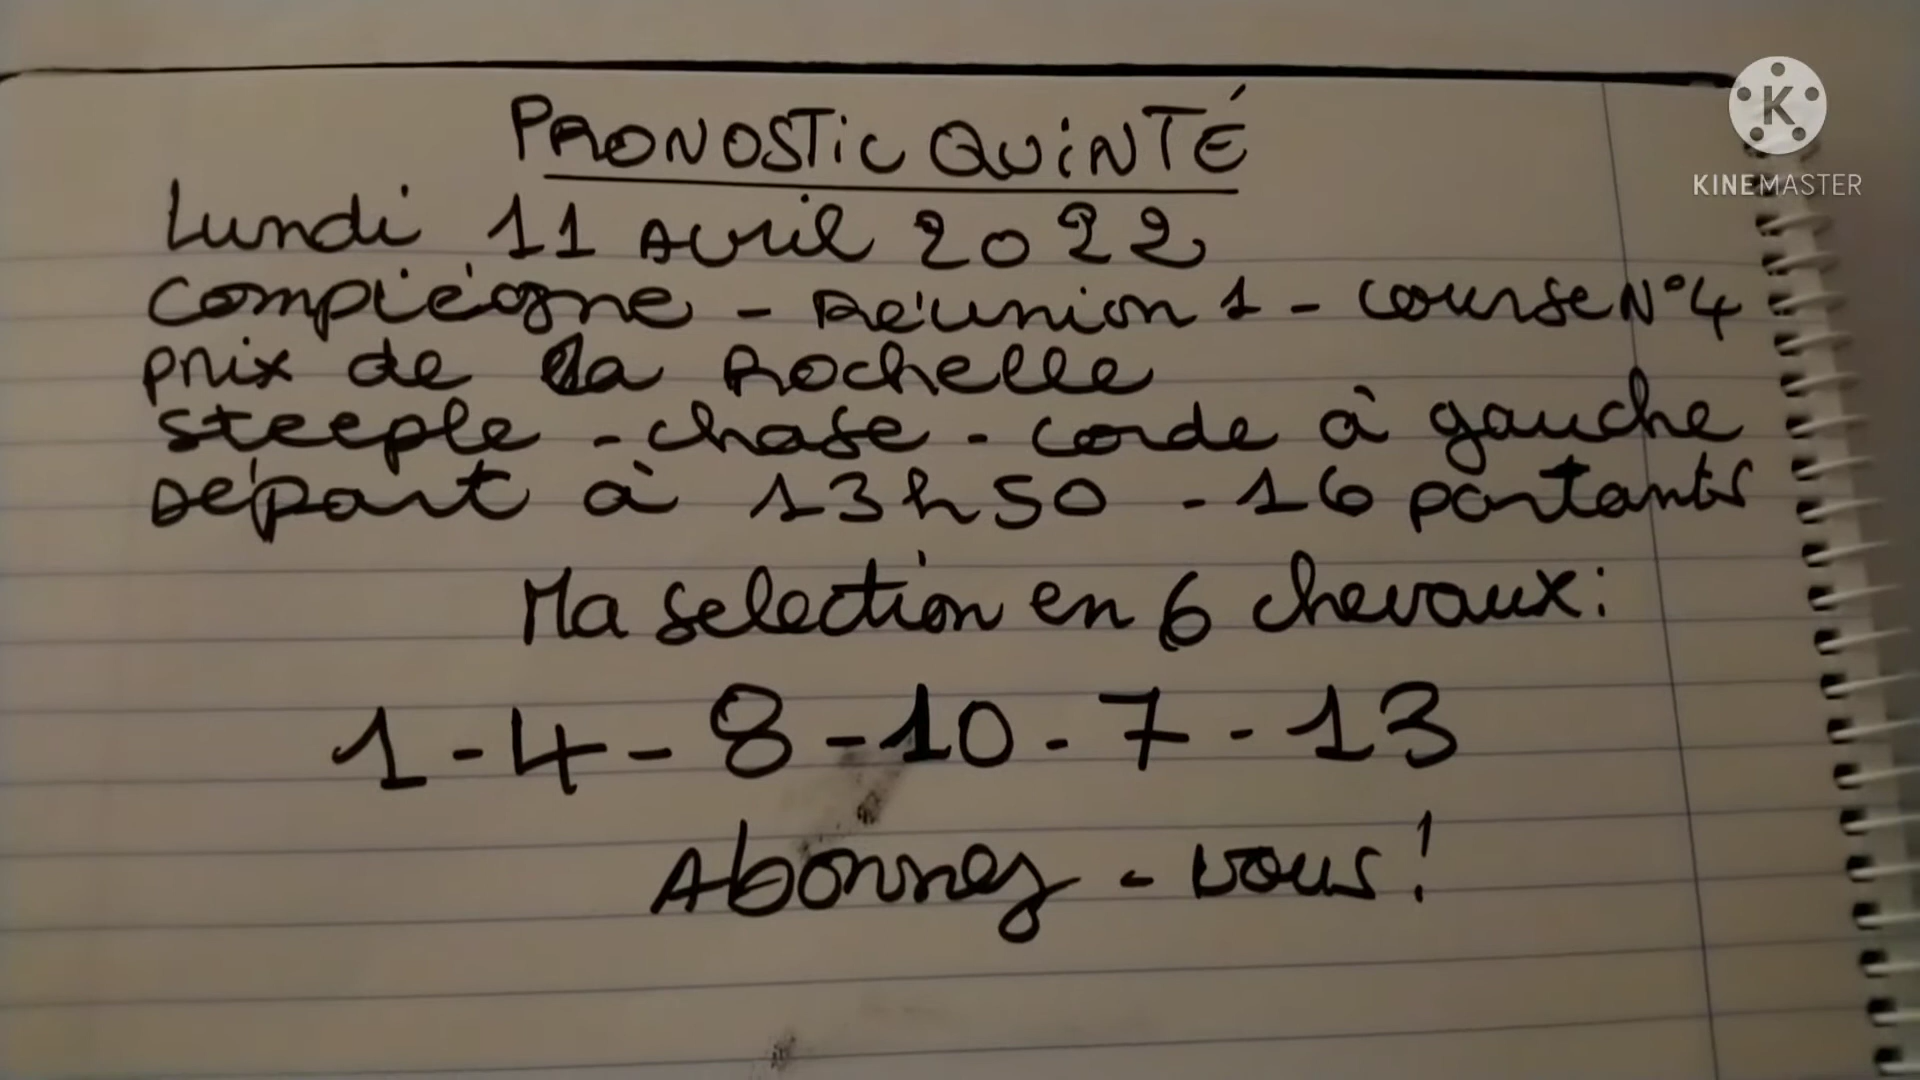 PRONOSTIC QUINTÉ
Lundi 11 avril 2022
Compiégne - Réunion 1 - course N°4
prix de la Rochelle
steeple - chase - corde à gauche
Départ à 13h50 - 16 partants
Ma selection en 6 chevaux:
1 - 4 - 8 - 10 - 7 - 13
Abonnez - vous!
K
KINEMASTER